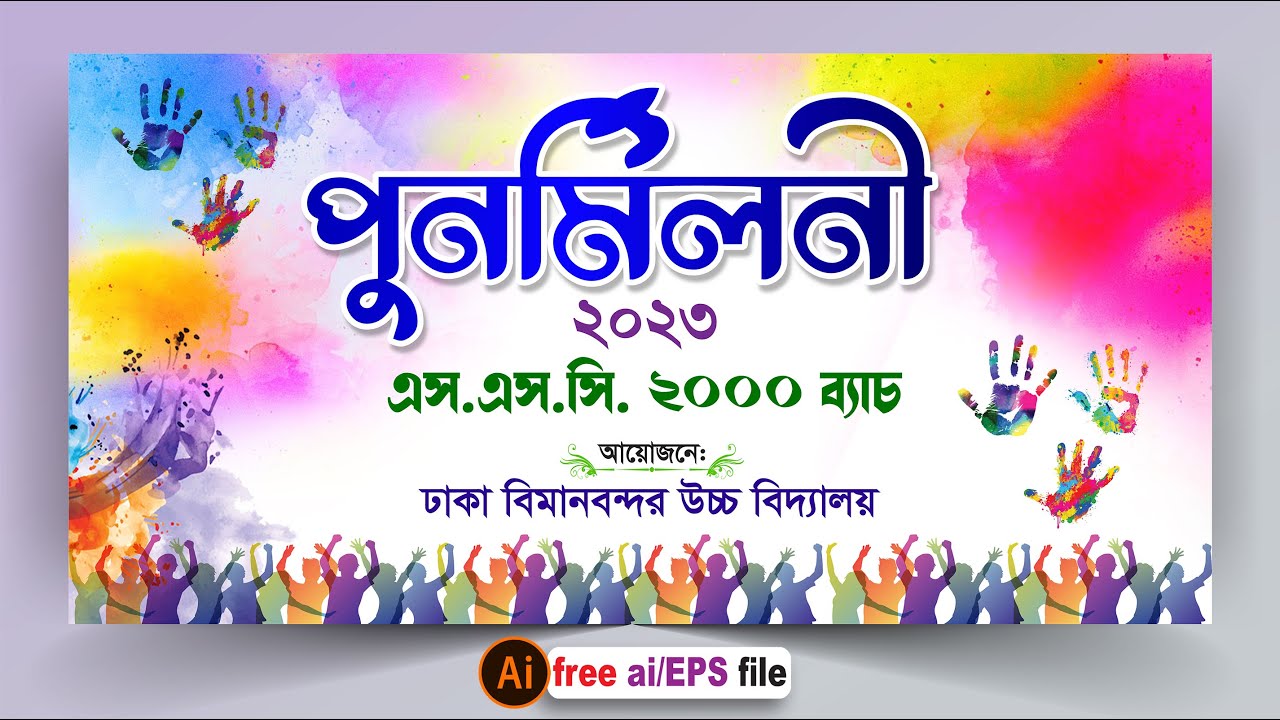 পুনর্মিলনী
২০২৩
এস.এস.সি. ২০০০ ব্যাচ
আয়োজনে:
ঢাকা বিমানবন্দর উচ্চ বিদ্যালয়
Ai free ai/EPS file